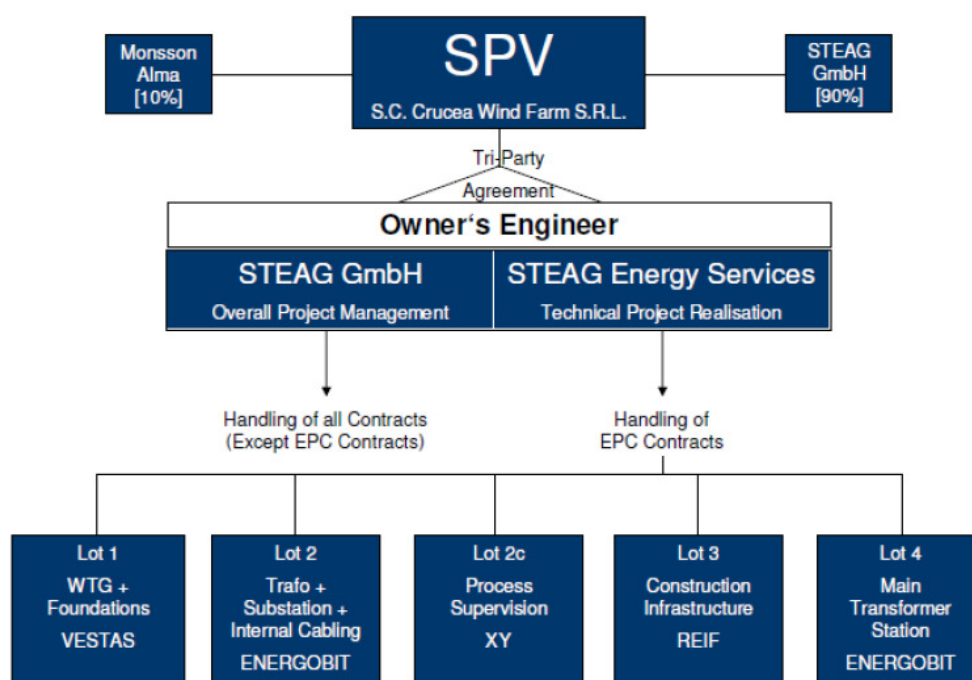 Monsson
Alma
[10%]
SPV
S.C. Crucea Wind Farm S.R.L.
STEAG
GmbH
[90%]
Tri-Party
Agreement
Owner‘s Engineer
STEAG GmbH
Overall Project Management
STEAG Energy Services
Technical Project Realisation
Handling of all Contracts
(Except EPC Contracts)
Handling of
EPC Contracts
Lot 1
WTG +
Foundations
VESTAS
Lot 2
Trafo +
Substation +
Internal Cabling
ENERGOBIT
Lot 2c
Process
Supervision
XY
Lot 3
Construction
Infrastructure
REIF
Lot 4
Main
Transformer
Station
ENERGOBIT